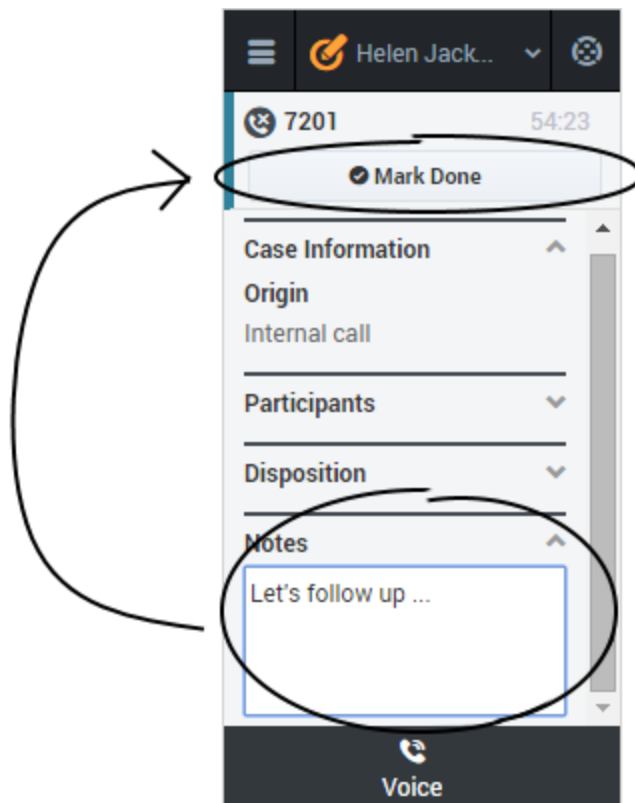 Helen Jack...
7201 54:23
Mark Done
Case Information
Origin
Internal call
Participants
Disposition
Notes
Let's follow up ...
Voice